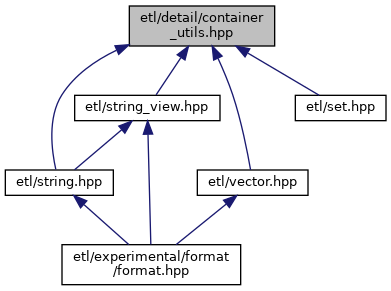 etl/detail/container
_utils.hpp
etl/string_view.hpp
etl/set.hpp
etl/string.hpp
etl/vector.hpp
etl/experimental/format
/format.hpp